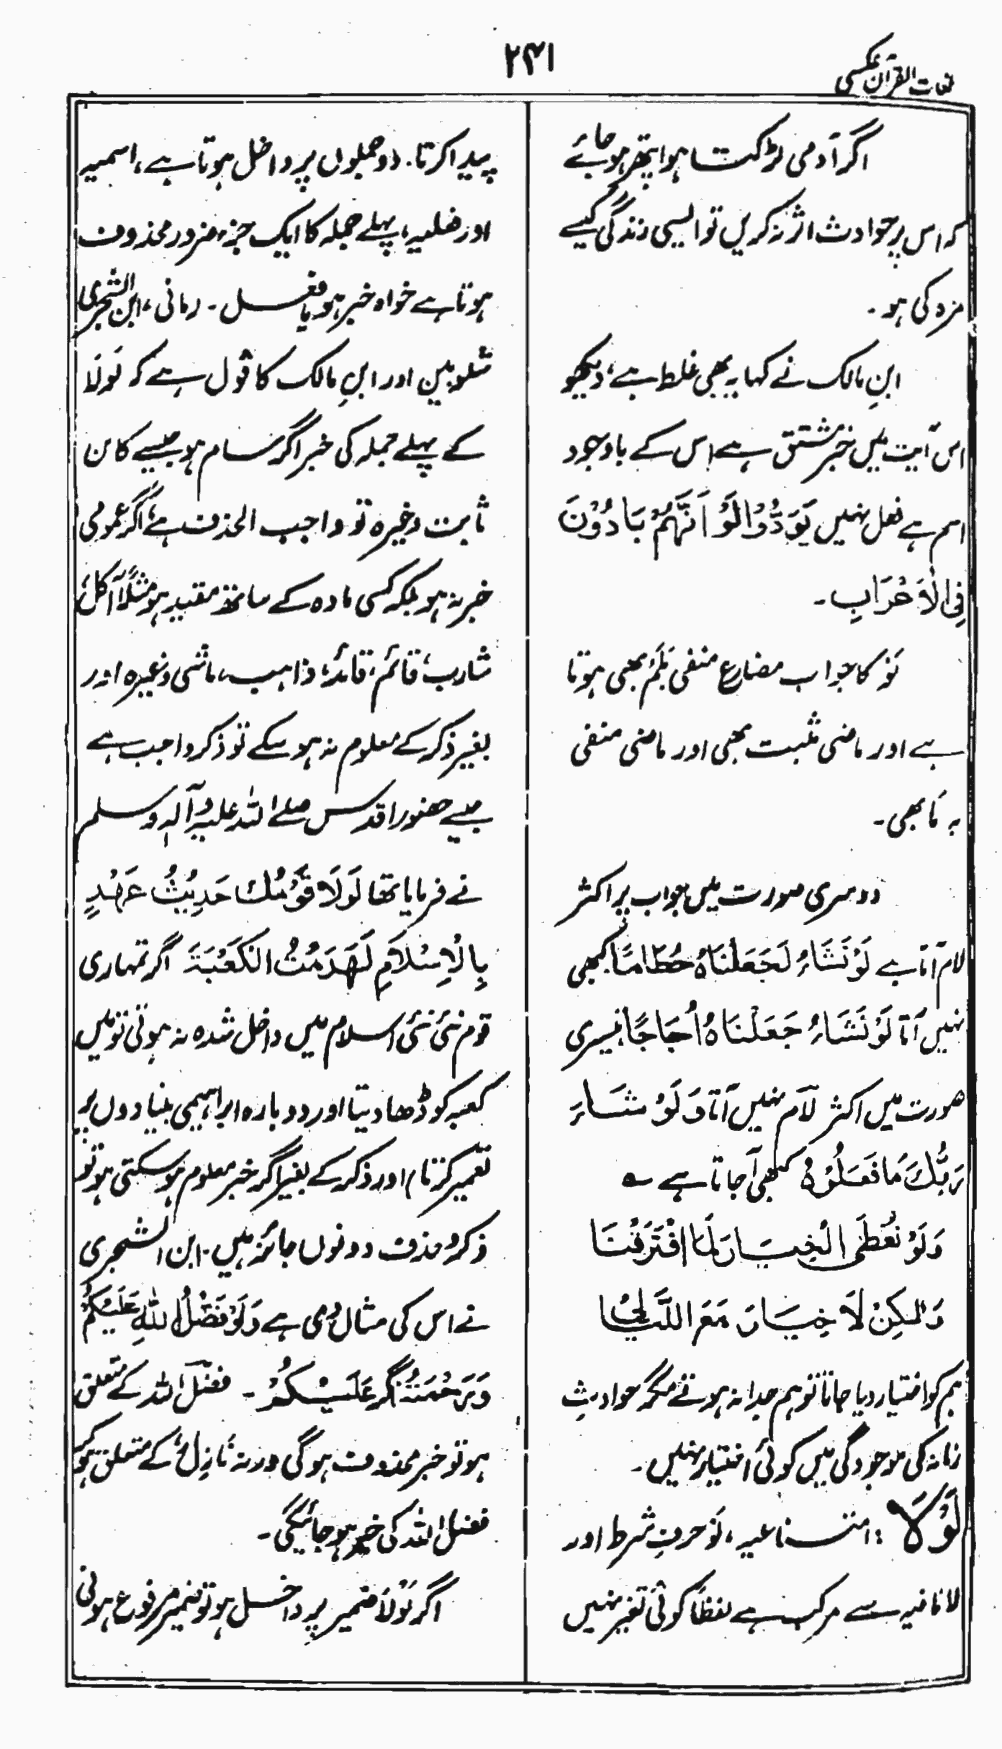 ۲۴۱
لغات القرآن عکسی
اگر آدمی لڑکتا ہوا پتھر ہو جائے
کہ اس پر حوادث اثر نہ کریں تو ایسی زندگی کیسے
مزہ کی ہو۔
ابنِ مالک نے کہا یہ بھی غلط ہے، دیکھو
اس آیت میں خبر مشتق ہے اس کے باوجود
اسم ہے فعل نہیں یَوَدُّوْا لَوْ اَنَّهُمْ بَادُوْنَ
فِی الْاَعْرَابِ۔
لَوْ کا جواب مضارع منفی بَلَمْ بھی ہوتا
ہے اور ماضی مثبت بھی اور ماضی منفی
بہ مَا بھی۔
دوسری صورت میں جواب پر اکثر
لام آتا ہے لَوْ نَشَاءُ لَجَعَلْنَاهُ حُطَامًا کبھی
نہیں آتا لَوْ نَشَاءُ جَعَلْنَاهُ اُجَاجًا تیسری
صورت میں اکثر لام نہیں آتا وَلَوْ شَاءَ
رَبُّكَ مَا فَعَلُوْهُ کبھی آجاتا ہے ؎
وَلَوْ نُعْطَی الْخِیَارَ لَمَا افْتَرَقْنَا
وَلٰکِنْ لَا خِیَارَ مَعَ اللَّیَالِیْ
ہم کو اختیار دیا جاتا تو ہم جدا نہ ہوتے مگر حوادثِ
زمانہ کی موجودگی میں کوئی اختیار نہیں۔
لَوْلَا : امتناعیہ، لَوْ حرفِ شرط اور
لا نافیہ سے مرکب ہے لفظاً کوئی تغیر نہیں
پیدا کرتا۔ دو جملوں پر داخل ہوتا ہے، اسمیہ
اور فعلیہ، پہلے جملہ کا ایک جزء ضرور محذوف
ہوتا ہے خواہ خبر ہو یا فعل۔ رمانی، ابن الشجری
شلوبین اور ابنِ مالک کا قول ہے کہ لَوْلَا
کے پہلے جملہ کی خبر اگر عام ہو جیسے کائن
ثابت وغیرہ تو واجب الحذف ہے، اگر عمومی
خبر نہ ہو بلکہ کسی مادہ کے ساتھ مقید ہو مثلاً آکل،
شارب، قائم، قائد، ذاہب، ماشی وغیرہ اور
بغیر ذکر کے معلوم نہ ہو سکے تو ذکر واجب ہے
جیسے حضور اقدس صلے اللہ علیہ وآلہٖ وسلم
نے فرمایا تھا لَوْلَا قَوْمُكَ حَدِیْثُ عَهْدٍ
بِالْاِسْلَامِ لَهَدَمْتُ الْکَعْبَةَ اگر تمہاری
قوم نئی نئی اسلام میں داخل شدہ نہ ہوتی تو میں
کعبہ کو ڈھا دیتا اور دوبارہ ابراہیمی بنیادوں پر
تعمیر کرتا، اور ذکر کے بغیر اگر خبر معلوم ہو سکتی ہو تو
ذکر و حذف دونوں جائز ہیں۔ ابن الشجری
نے اس کی مثال دی ہے وَلَوْ فَضْلُ اللّٰهِ عَلَیْکُمْ
وَرَحْمَتُهٗ اگر عَلَیْکُمْ۔ فضل اللہ کے متعلق
ہو تو خبر محذوف ہوگی ورنہ نَازِلٌ کے متعلق ہو کر
فضل اللہ کی خبر ہو جائیگی۔
اگر لَوْلَا ضمیر پر داخل ہو تو ضمیر مرفوع ہونی